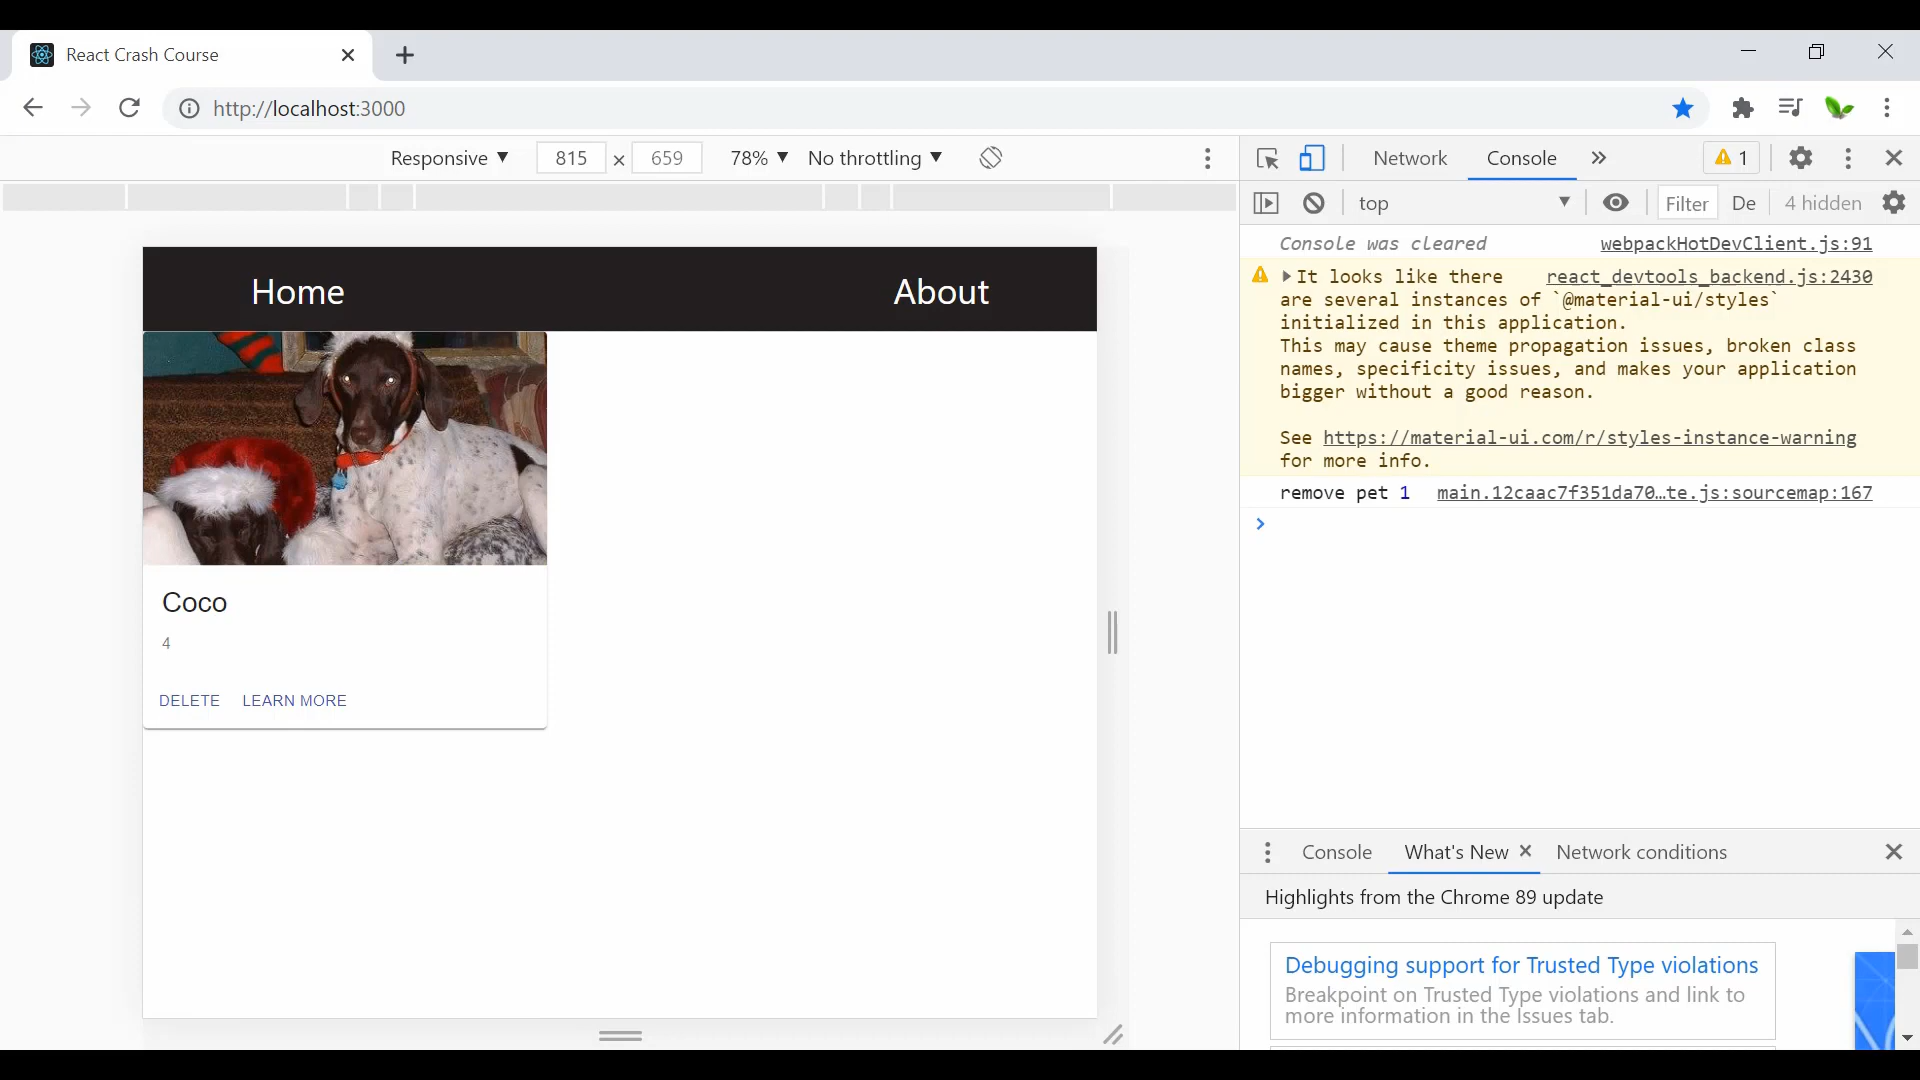 React Crash Course
http://localhost:3000
Responsive
815 × 659
78%
No throttling
Network
Console
1
top
Filter
De
4 hidden
Home
About
Coco
4
DELETE
LEARN MORE
Console was cleared
webpackHotDevClient.js:91
It looks like there
react_devtools_backend.js:2430
are several instances of `@material-ui/styles`
initialized in this application.
This may cause theme propagation issues, broken class
names, specificity issues, and makes your application
bigger without a good reason.
See https://material-ui.com/r/styles-instance-warning
for more info.
remove pet 1
main.12caac7f351da70…te.js:sourcemap:167
Console
What's New
Network conditions
Highlights from the Chrome 89 update
Debugging support for Trusted Type violations
Breakpoint on Trusted Type violations and link to
more information in the Issues tab.